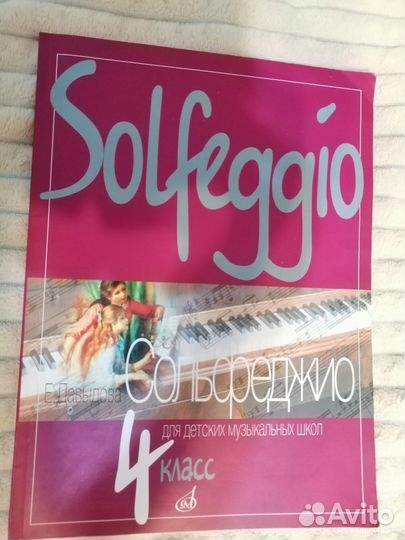 Solfeggio
Е. Давыдова
Сольфеджио
для детских музыкальных школ
4 класс
Avito